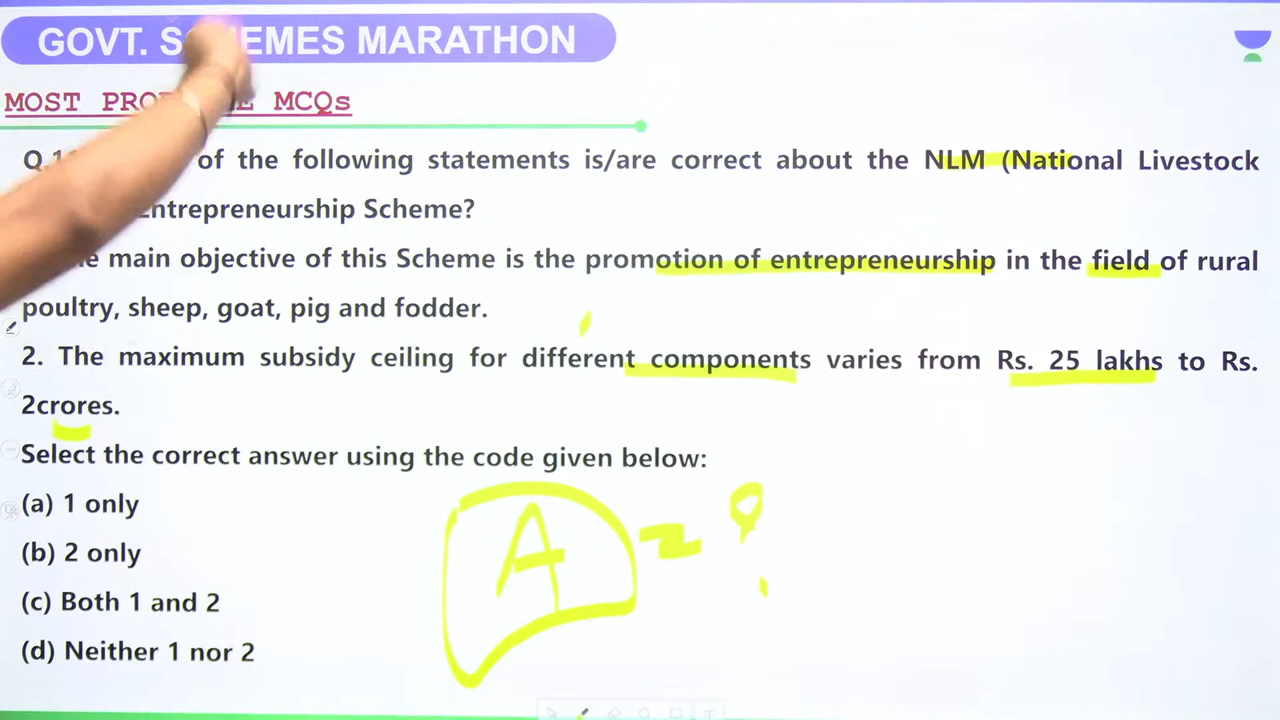 GOVT. SCHEMES MARATHON
MOST MCQs
of the following statements is/are correct about the NLM (National Livestock
Entrepreneurship Scheme?
main objective of this Scheme is the promotion of entrepreneurship in the field of rural
poultry, sheep, goat, pig and fodder.
2. The maximum subsidy ceiling for different components varies from Rs. 25 lakhs to Rs.
2crores.
Select the correct answer using the code given below:
(a) 1 only
(b) 2 only
(c) Both 1 and 2
(d) Neither 1 nor 2
A = ?